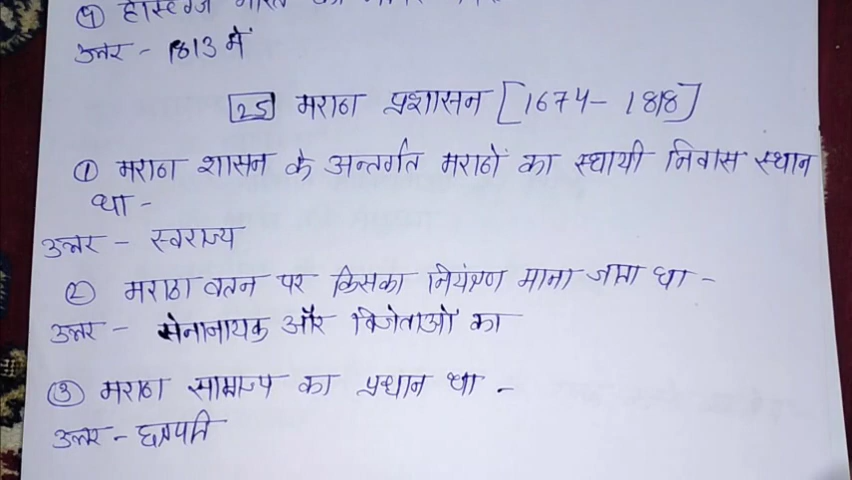 उत्तर - 1813 में
25 मराठा प्रशासन [1674 - 1818]
① मराठा शासन के अन्तर्गत मराठों का स्थायी निवास स्थान
था -
उत्तर - स्वराज्य
② मराठा वतन पर किसका नियंत्रण माना जाता था -
उत्तर - सेनानायक और विजेताओं का
③ मराठा साम्राज्य का प्रधान था -
उत्तर - छत्रपति